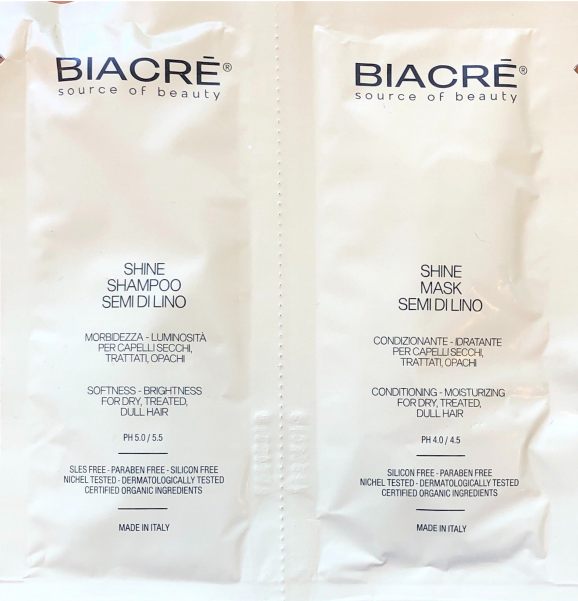 BIACRĒ®
source of beauty
SHINE
SHAMPOO
SEMI DI LINO
MORBIDEZZA - LUMINOSITÀ
PER CAPELLI SECCHI,
TRATTATI, OPACHI
SOFTNESS - BRIGHTNESS
FOR DRY, TREATED,
DULL HAIR
PH 5.0 / 5.5
SLES FREE - PARABEN FREE - SILICON FREE
NICHEL TESTED - DERMATOLOGICALLY TESTED
CERTIFIED ORGANIC INGREDIENTS
MADE IN ITALY
BIACRĒ®
source of beauty
SHINE
MASK
SEMI DI LINO
CONDIZIONANTE - IDRATANTE
PER CAPELLI SECCHI,
TRATTATI, OPACHI
CONDITIONING - MOISTURIZING
FOR DRY, TREATED,
DULL HAIR
PH 4.0 / 4.5
SILICON FREE - PARABEN FREE
NICHEL TESTED - DERMATOLOGICALLY TESTED
CERTIFIED ORGANIC INGREDIENTS
MADE IN ITALY